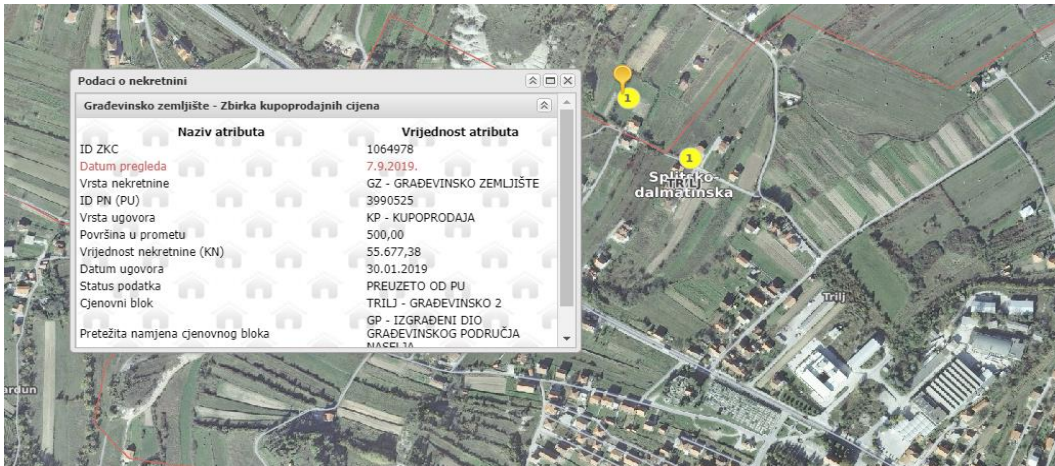 Podaci o nekretnini
Građevinsko zemljište - Zbirka kupoprodajnih cijena
Naziv atributa Vrijednost atributa
ID ZKC 1064978
Datum pregleda 7.9.2019.
Vrsta nekretnine GZ - GRAĐEVINSKO ZEMLJIŠTE
ID PN (PU) 3990525
Vrsta ugovora KP - KUPOPRODAJA
Površina u prometu 500,00
Vrijednost nekretnine (KN) 55.677,38
Datum ugovora 30.01.2019
Status podatka PREUZETO OD PU
Cjenovni blok TRILJ - GRAĐEVINSKO 2
GP - IZGRAĐENI DIO
Pretežita namjena cjenovnog bloka GRAĐEVINSKOG PODRUČJA
NASELJA
1
1
Splitsko-
TRILJ
dalmatinska
Trilj
ardun